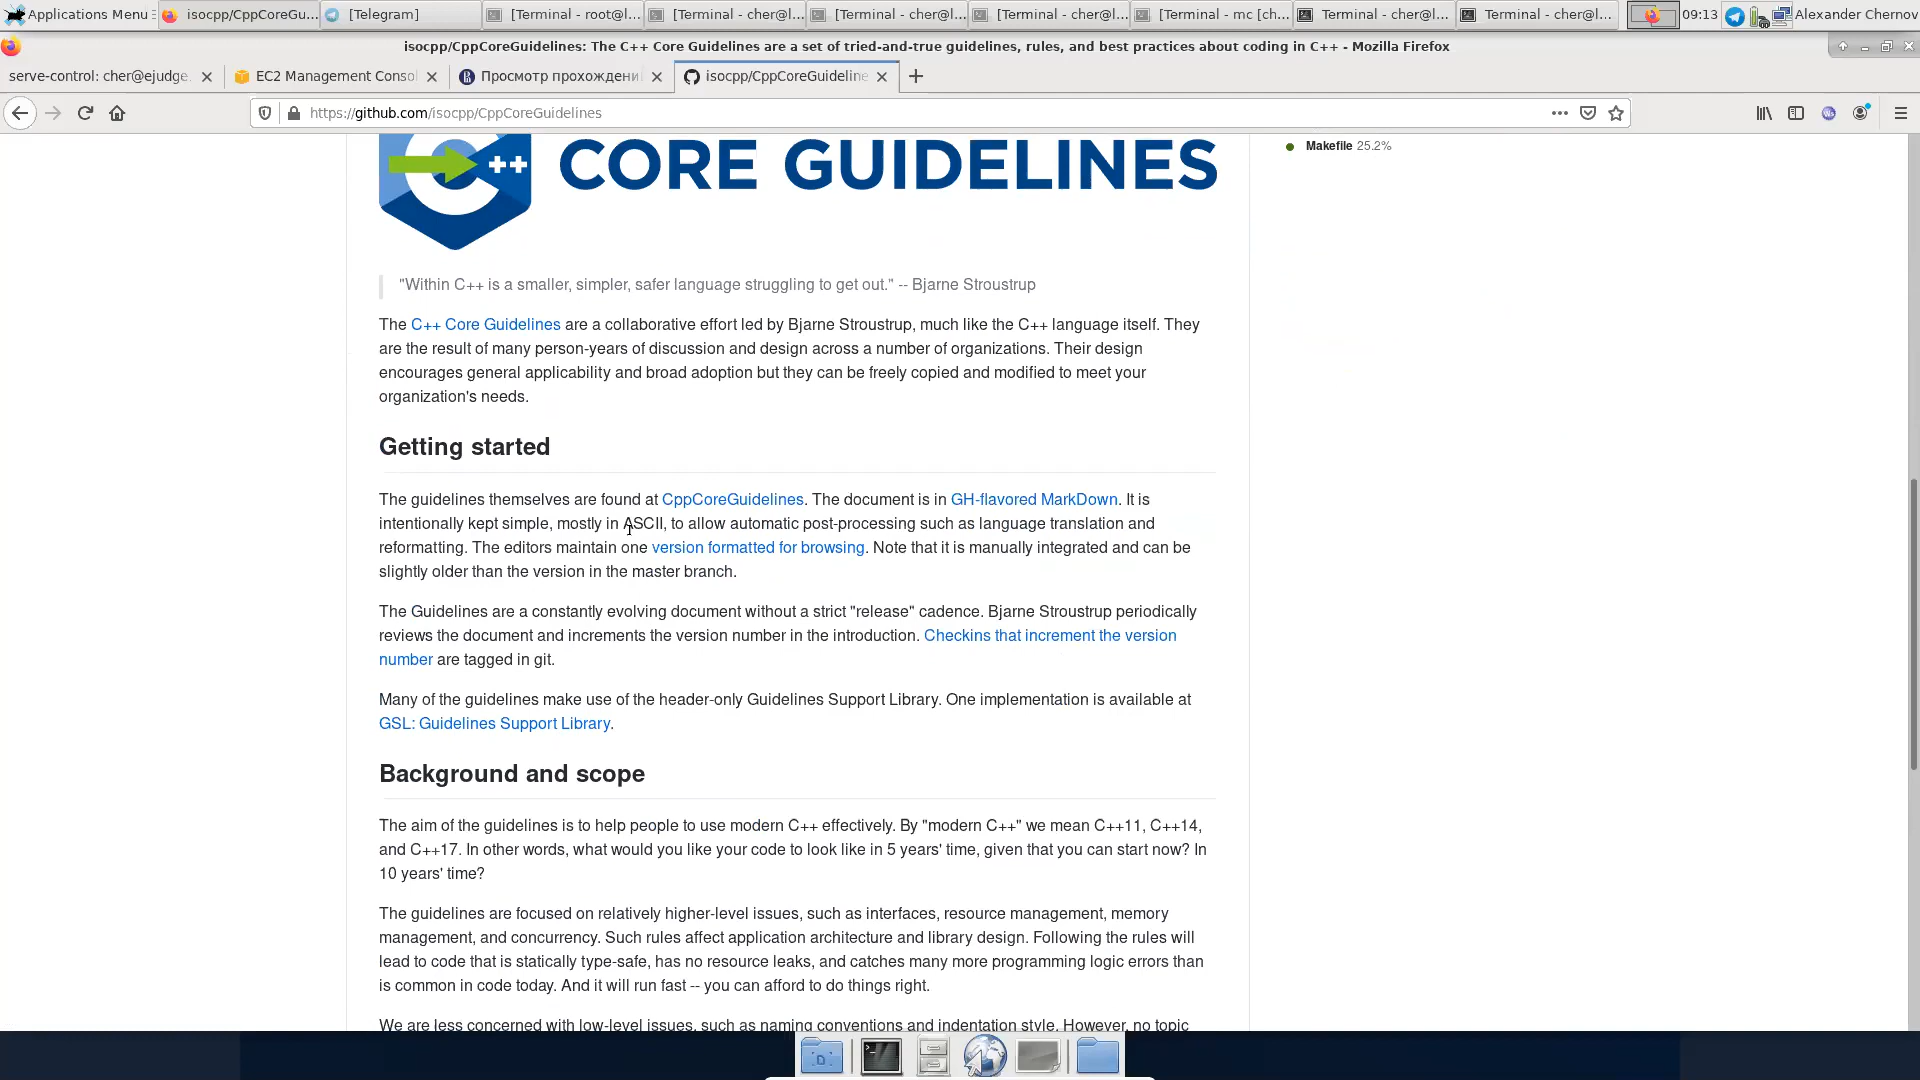 Applications Menu
isocpp/CppCoreGu...
[Telegram]
[Terminal - root@l...
[Terminal - cher@l...
[Terminal - cher@l...
[Terminal - cher@l...
[Terminal - mc [ch...
Terminal - cher@l...
Terminal - cher@l...
09:13
Alexander Chernov
isocpp/CppCoreGuidelines: The C++ Core Guidelines are a set of tried-and-true guidelines, rules, and best practices about coding in C++ - Mozilla Firefox
serve-control: cher@ejudge.
EC2 Management Consol
Просмотр прохождени
isocpp/CppCoreGuideline
https://github.com/isocpp/CppCoreGuidelines
++
CORE GUIDELINES
Makefile 25.2%
"Within C++ is a smaller, simpler, safer language struggling to get out." -- Bjarne Stroustrup
The C++ Core Guidelines are a collaborative effort led by Bjarne Stroustrup, much like the C++ language itself. They
are the result of many person-years of discussion and design across a number of organizations. Their design
encourages general applicability and broad adoption but they can be freely copied and modified to meet your
organization's needs.
Getting started
The guidelines themselves are found at CppCoreGuidelines. The document is in GH-flavored MarkDown. It is
intentionally kept simple, mostly in ASCII, to allow automatic post-processing such as language translation and
reformatting. The editors maintain one version formatted for browsing. Note that it is manually integrated and can be
slightly older than the version in the master branch.
The Guidelines are a constantly evolving document without a strict "release" cadence. Bjarne Stroustrup periodically
reviews the document and increments the version number in the introduction. Checkins that increment the version
number are tagged in git.
Many of the guidelines make use of the header-only Guidelines Support Library. One implementation is available at
GSL: Guidelines Support Library.
Background and scope
The aim of the guidelines is to help people to use modern C++ effectively. By "modern C++" we mean C++11, C++14,
and C++17. In other words, what would you like your code to look like in 5 years' time, given that you can start now? In
10 years' time?
The guidelines are focused on relatively higher-level issues, such as interfaces, resource management, memory
management, and concurrency. Such rules affect application architecture and library design. Following the rules will
lead to code that is statically type-safe, has no resource leaks, and catches many more programming logic errors than
is common in code today. And it will run fast -- you can afford to do things right.
We are less concerned with low-level issues, such as naming conventions and indentation style. However, no topic